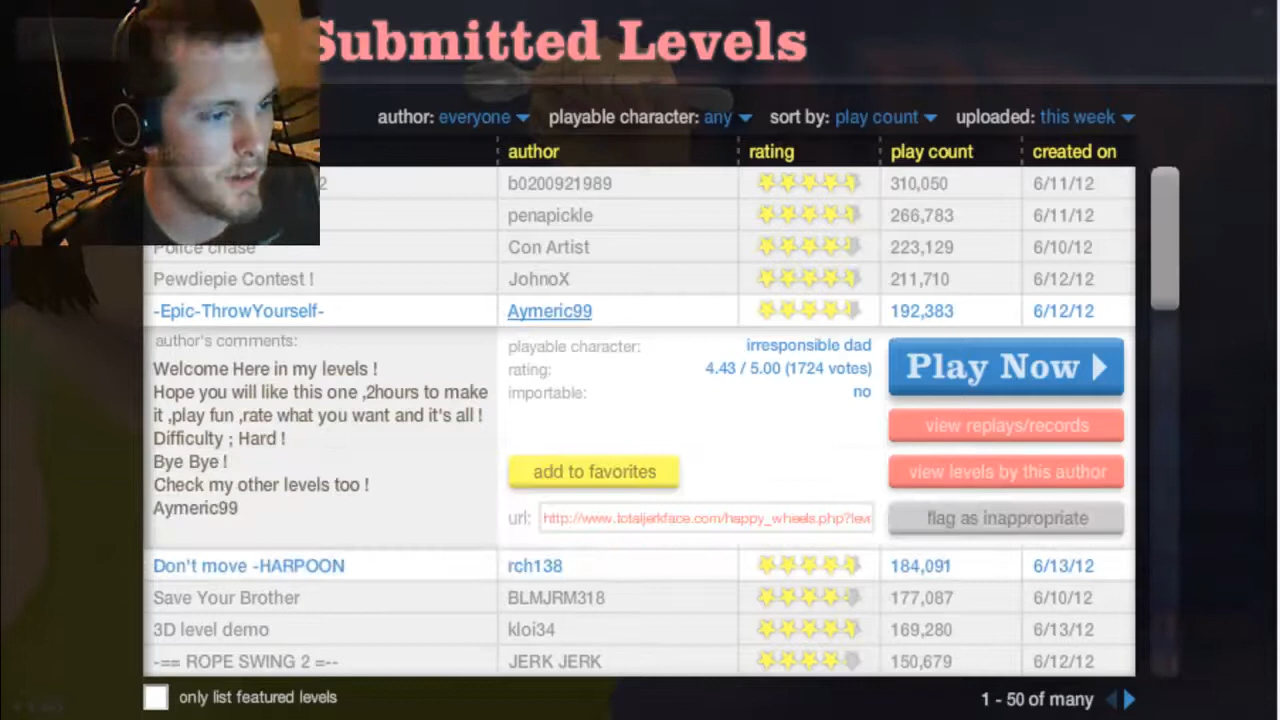 Submitted Levels
author: everyone playable character: any sort by: play count uploaded: this week
author rating play count created on
2 b0200921989 310,050 6/11/12
penapickle 266,783 6/11/12
Police chase Con Artist 223,129 6/10/12
Pewdiepie Contest ! JohnoX 211,710 6/12/12
-Epic-ThrowYourself- Aymeric99 192,383 6/12/12
author's comments:
Welcome Here in my levels !
Hope you will like this one ,2hours to make
it ,play fun ,rate what you want and it's all !
Difficulty ; Hard !
Bye Bye !
Check my other levels too !
Aymeric99
playable character: irresponsible dad
rating: 4.43 / 5.00 (1724 votes)
importable: no
add to favorites
url: http://www.totaljerkface.com/happy_wheels.php?lev
Play Now
view replays/records
view levels by this author
flag as inappropriate
Don't move -HARPOON rch138 184,091 6/13/12
Save Your Brother BLMJRM318 177,087 6/10/12
3D level demo kloi34 169,280 6/13/12
-== ROPE SWING 2 =-- JERK JERK 150,679 6/12/12
only list featured levels 1 - 50 of many